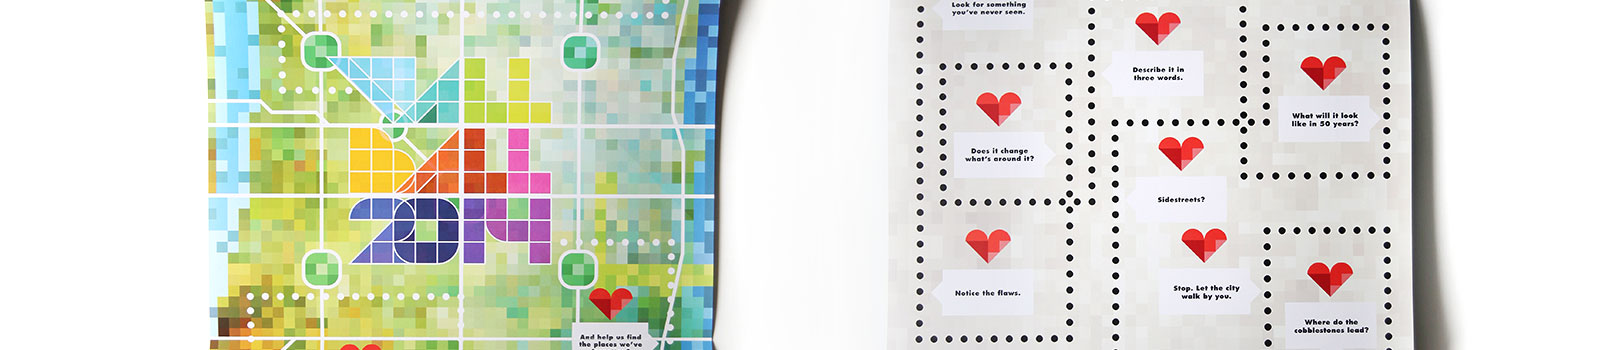 2014
And help us find
the places we've
Look for something
you've never seen.
Describe it in
three words.
What will it look
like in 50 years?
Does it change
what's around it?
Sidestreets?
Notice the flaws.
Stop. Let the city
walk by you.
Where do the
cobblestones lead?